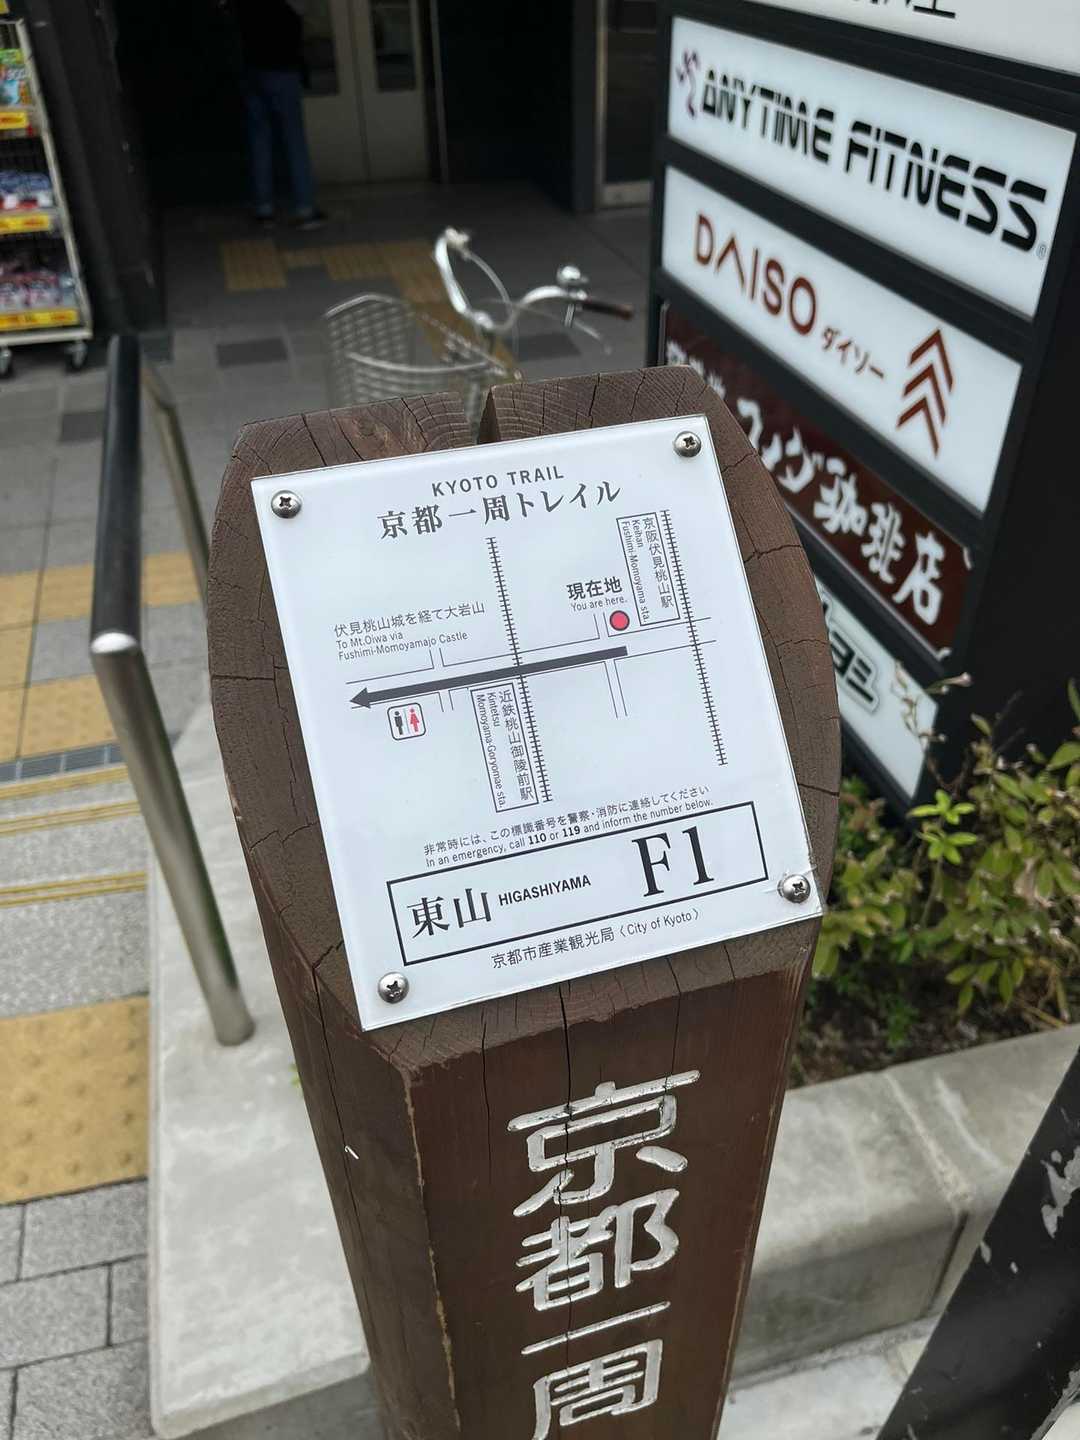 ANYTIME FITNESS
DAISO ダイソー
珈琲店
KYOTO TRAIL
京都一周トレイル
京阪伏見桃山駅
Keihan
Fushimi-Momoyama sta.
現在地
You are here.
伏見桃山城を経て大岩山
To Mt.Oiwa via
Fushimi-Momoyamajo Castle
近鉄桃山御陵前駅
Kintetsu
Momoyama-Goryomae sta.
非常時には、この標識番号を警察・消防に連絡してください
In an emergency, call 110 or 119 and inform the number below.
東山 HIGASHIYAMA F1
京都市産業観光局〈City of Kyoto〉
京都一周